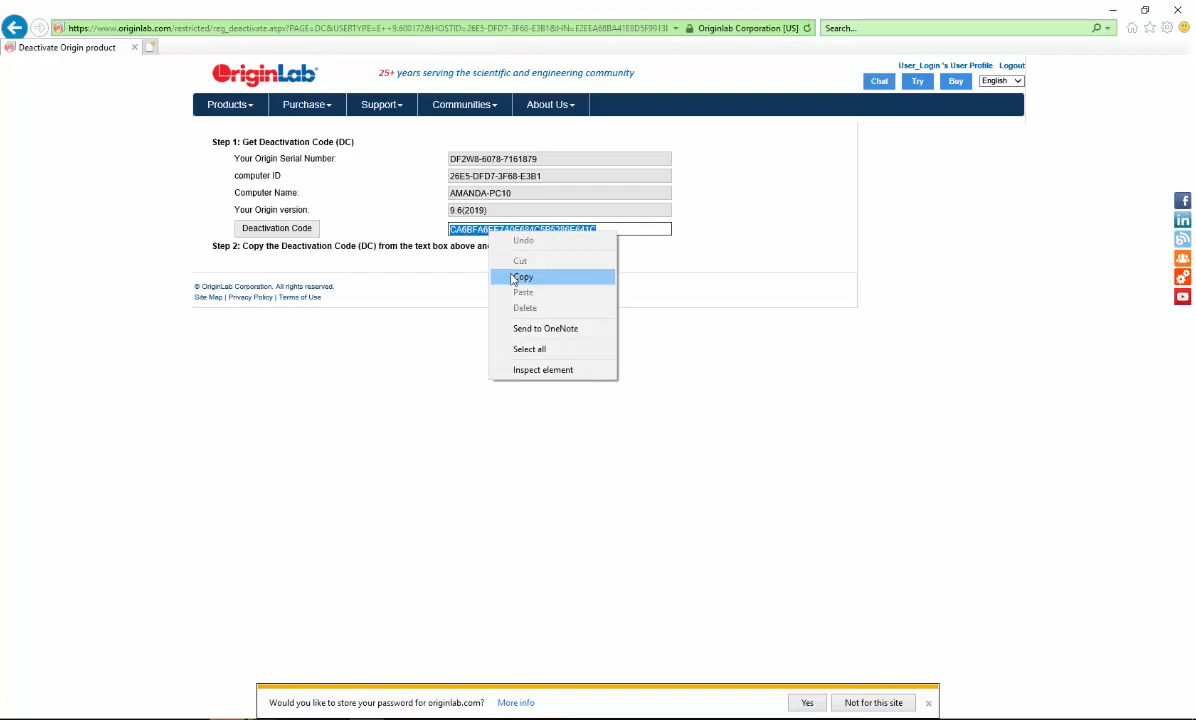 https://www.originlab.com/restricted/reg_deactivate.aspx?PAGE=DC&USERTYPE=E++9.600172&HOSTID=26E5-DFD7-3F68-E3B1&HN=E2EEA68BA41E8D5F9913E
Originlab Corporation [US]
Search...
Deactivate Origin product
OriginLab
25+ years serving the scientific and engineering community
User_Login 's User Profile Logout
Chat Try Buy English
Products Purchase Support Communities About Us
Step 1: Get Deactivation Code (DC)
Your Origin Serial Number: DF2W8-6078-7161879
computer ID 26E5-DFD7-3F68-E3B1
Computer Name: AMANDA-PC10
Your Origin version: 9.6(2019)
Deactivation Code
Step 2: Copy the Deactivation Code (DC) from the text box above an
Undo
Cut
Copy
Paste
Delete
Send to OneNote
Select all
Inspect element
© OriginLab Corporation. All rights reserved.
Site Map | Privacy Policy | Terms of Use
Would you like to store your password for originlab.com? More info Yes Not for this site